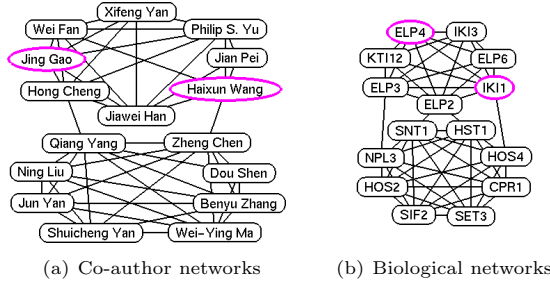 Xifeng Yan
Wei Fan
Philip S. Yu
Jing Gao
Jian Pei
Hong Cheng
Haixun Wang
Jiawei Han
Qiang Yang
Zheng Chen
Ning Liu
Dou Shen
Jun Yan
Benyu Zhang
Shuicheng Yan
Wei-Ying Ma
(a) Co-author networks
ELP4
IKI3
KTI12
ELP6
ELP3
IKI1
ELP2
SNT1
HST1
NPL3
HOS4
HOS2
CPR1
SIF2
SET3
(b) Biological networks